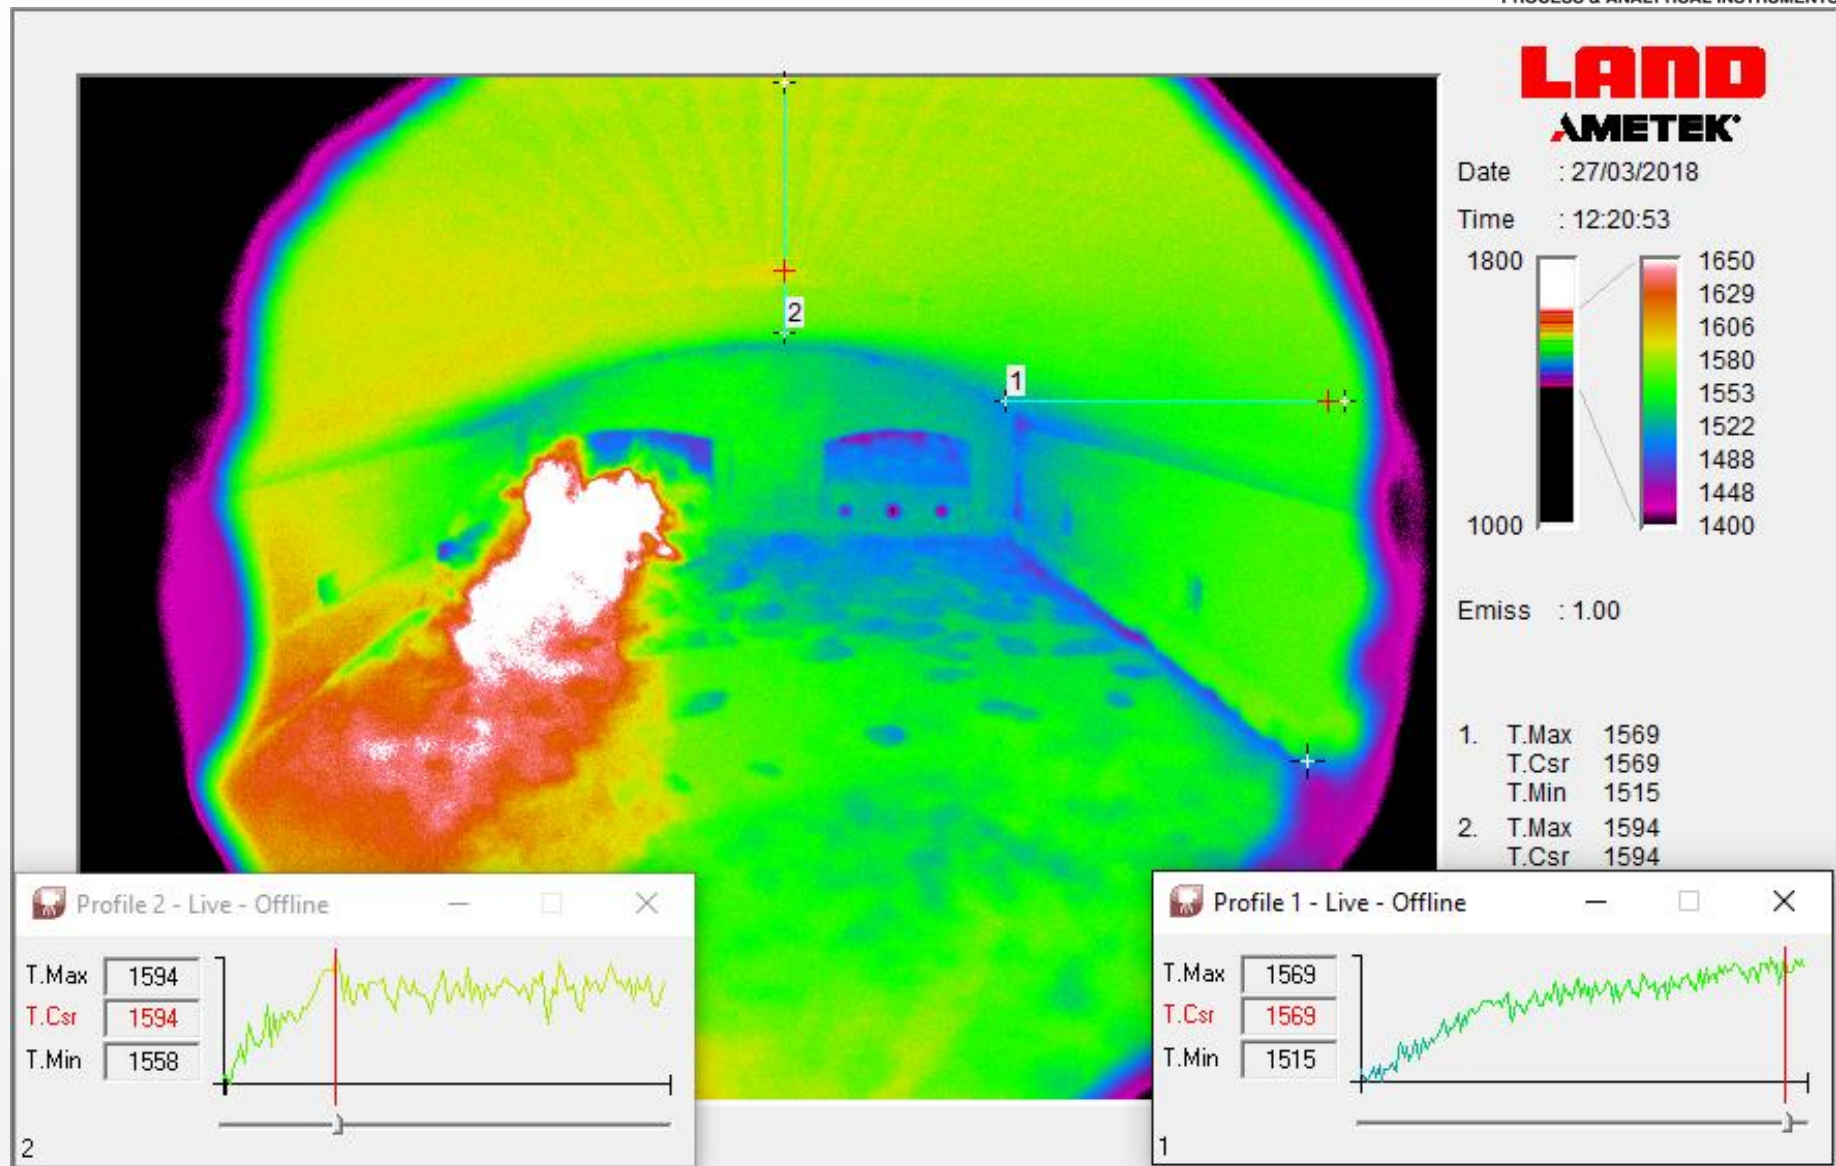 PROCESS & ANALYTICAL INSTRUMENTS
LAND
AMETEK®
Date : 27/03/2018
Time : 12:20:53
1800
1000
1650
1629
1606
1580
1553
1522
1488
1448
1400
Emiss : 1.00
1. T.Max 1569
T.Csr 1569
T.Min 1515
2. T.Max 1594
T.Csr 1594
2
1
Profile 2 - Live - Offline
T.Max 1594
T.Csr 1594
T.Min 1558
2
Profile 1 - Live - Offline
T.Max 1569
T.Csr 1569
T.Min 1515
1